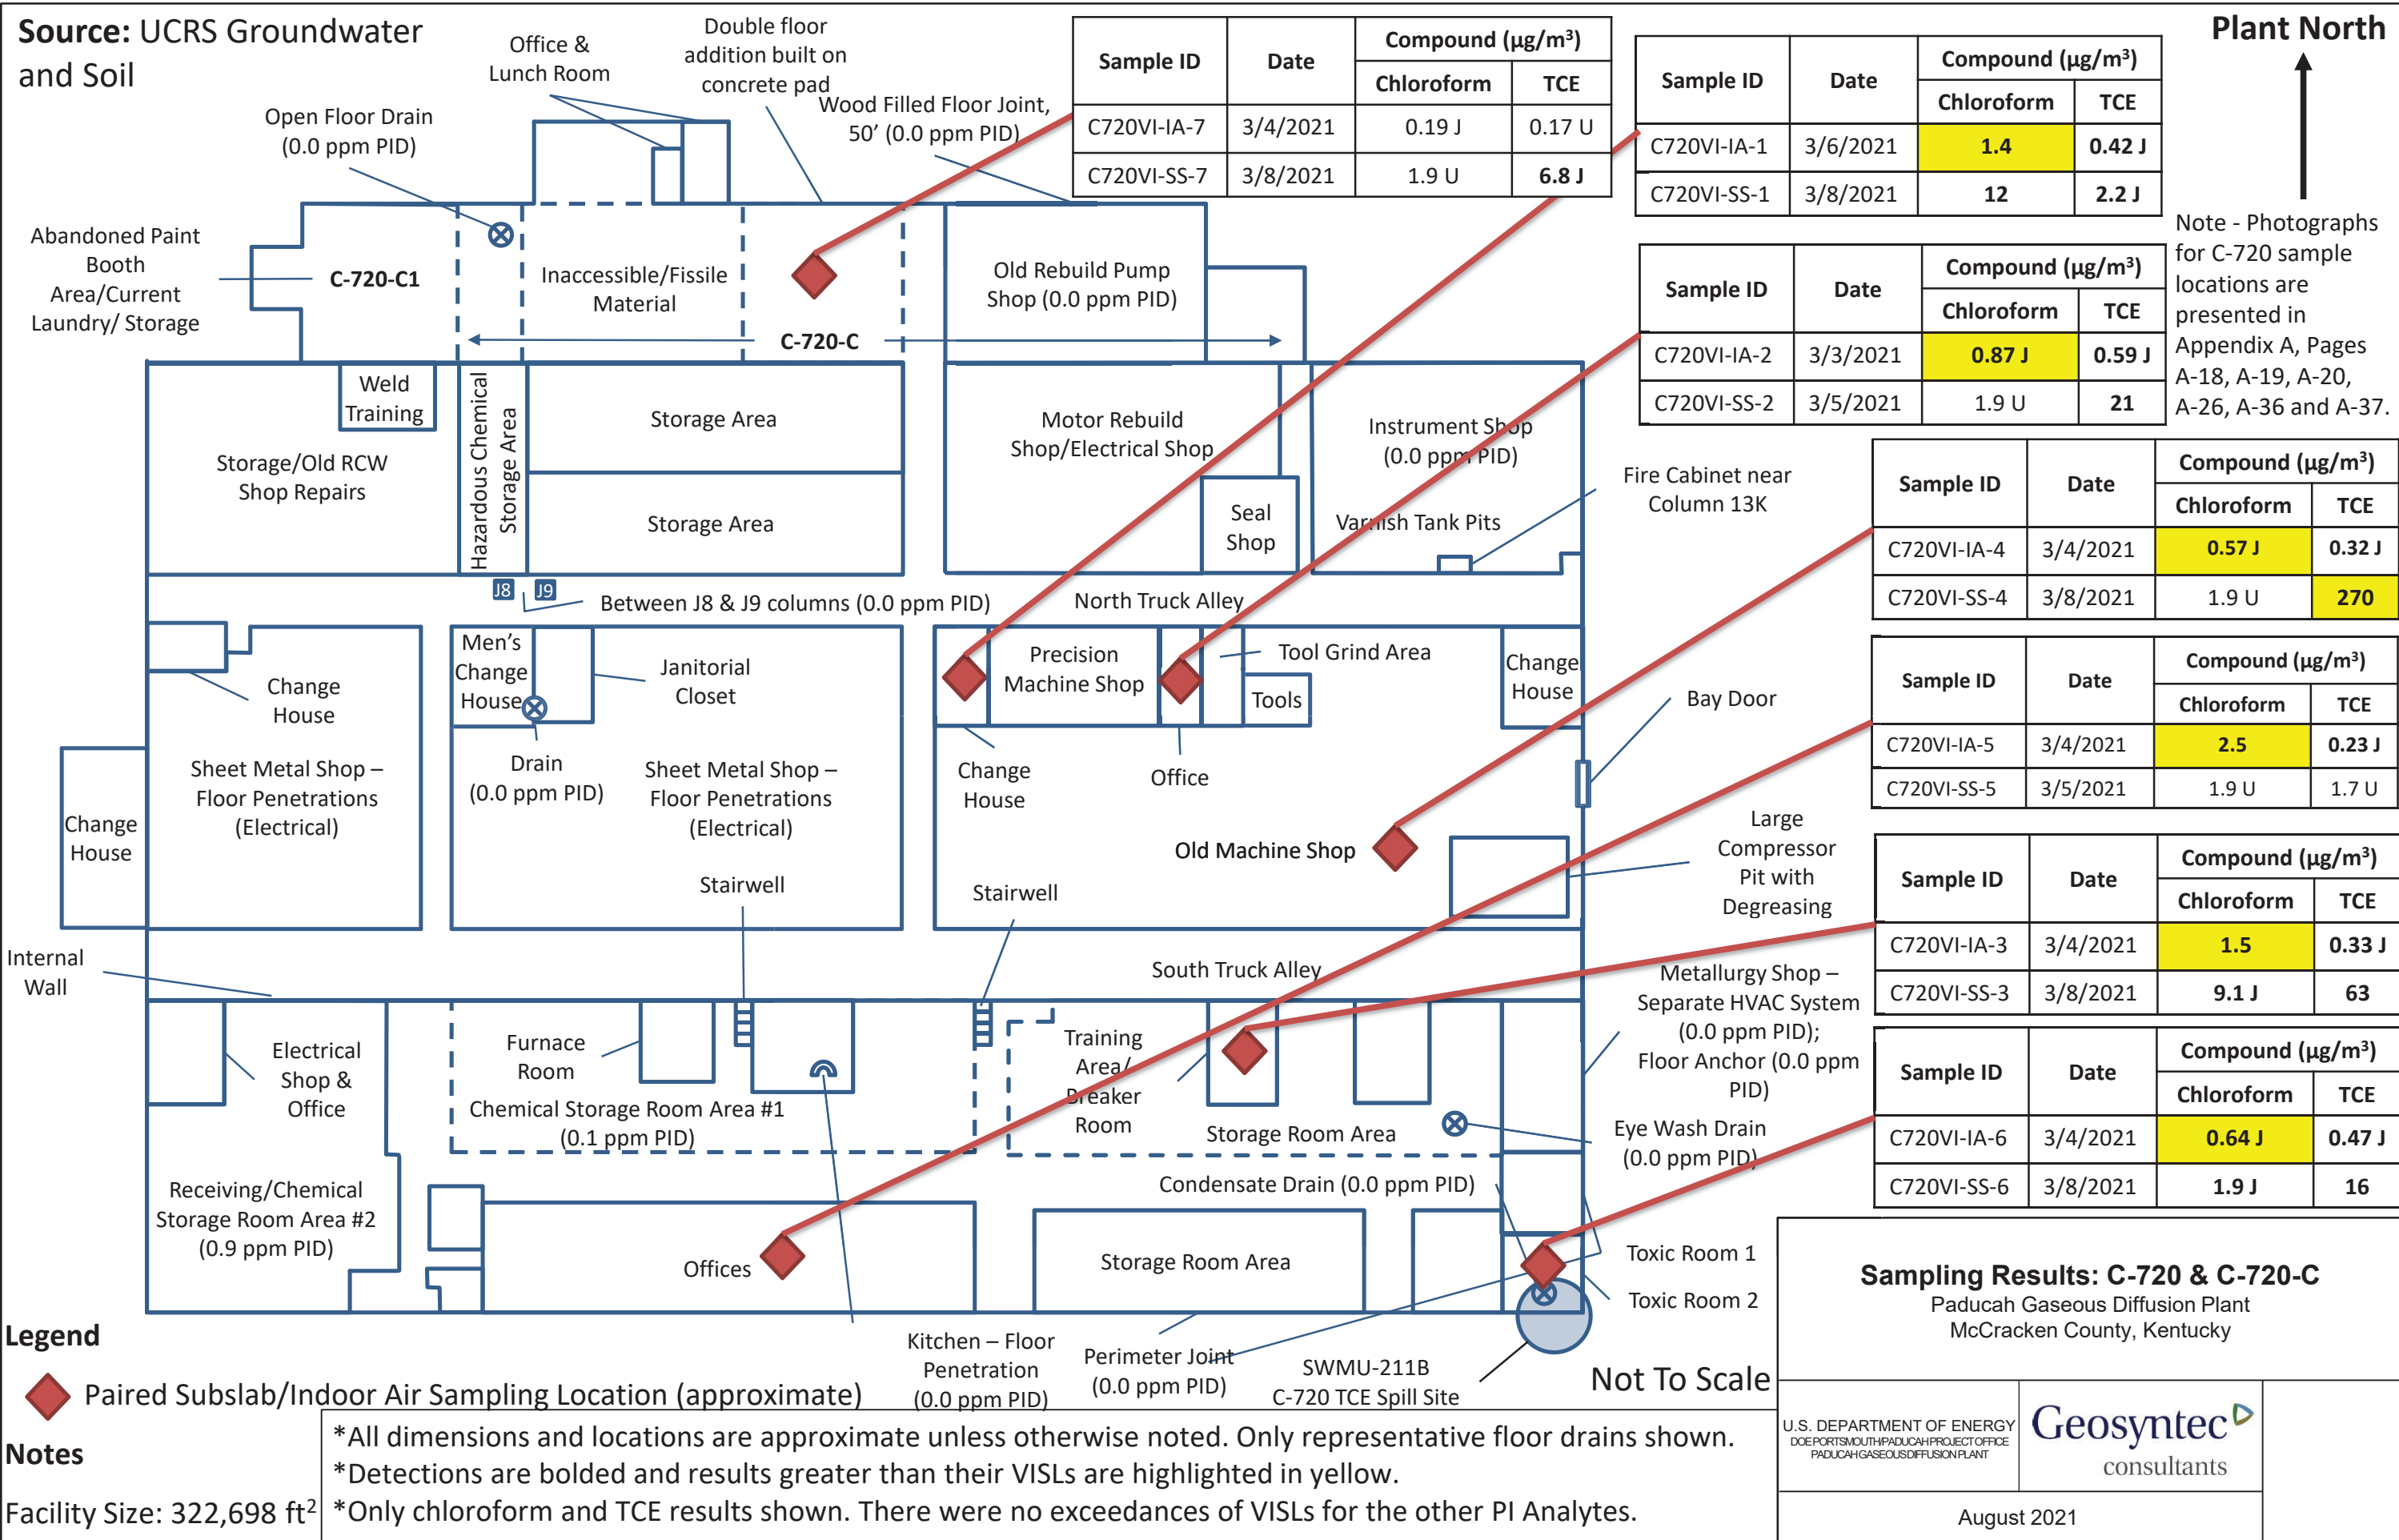 Source: UCRS Groundwater
and Soil
Office &
Lunch Room
Double floor
addition built on
concrete pad
Wood Filled Floor Joint,
50’ (0.0 ppm PID)
Open Floor Drain
(0.0 ppm PID)
Sample ID Date Compound (µg/m³)
Chloroform TCE
C720VI-IA-7 3/4/2021 0.19 J 0.17 U
C720VI-SS-7 3/8/2021 1.9 U 6.8 J
Sample ID Date Compound (µg/m³)
Chloroform TCE
C720VI-IA-1 3/6/2021 1.4 0.42 J
C720VI-SS-1 3/8/2021 12 2.2 J
Plant North
Note - Photographs
for C-720 sample
locations are
presented in
Appendix A, Pages
A-18, A-19, A-20,
A-26, A-36 and A-37.
Sample ID Date Compound (µg/m³)
Chloroform TCE
C720VI-IA-2 3/3/2021 0.87 J 0.59 J
C720VI-SS-2 3/5/2021 1.9 U 21
Abandoned Paint
Booth
Area/Current
Laundry/ Storage
C-720-C1
Inaccessible/Fissile
Material
Old Rebuild Pump
Shop (0.0 ppm PID)
C-720-C
Weld
Training
Storage/Old RCW
Shop Repairs
Hazardous Chemical
Storage Area
Storage Area
Storage Area
Motor Rebuild
Shop/Electrical Shop
Seal
Shop
Instrument Shop
(0.0 ppm PID)
Varnish Tank Pits
Fire Cabinet near
Column 13K
Sample ID Date Compound (µg/m³)
Chloroform TCE
C720VI-IA-4 3/4/2021 0.57 J 0.32 J
C720VI-SS-4 3/8/2021 1.9 U 270
J8 J9
Between J8 & J9 columns (0.0 ppm PID)
North Truck Alley
Change
House
Men’s
Change
House
Janitorial
Closet
Precision
Machine Shop
Tool Grind Area
Tools
Change
House
Bay Door
Sample ID Date Compound (µg/m³)
Chloroform TCE
C720VI-IA-5 3/4/2021 2.5 0.23 J
C720VI-SS-5 3/5/2021 1.9 U 1.7 U
Change
House
Sheet Metal Shop –
Floor Penetrations
(Electrical)
Drain
(0.0 ppm PID)
Sheet Metal Shop –
Floor Penetrations
(Electrical)
Change
House
Office
Old Machine Shop
Large
Compressor
Pit with
Degreasing
Sample ID Date Compound (µg/m³)
Chloroform TCE
C720VI-IA-3 3/4/2021 1.5 0.33 J
C720VI-SS-3 3/8/2021 9.1 J 63
Stairwell
Stairwell
Internal
Wall
South Truck Alley
Metallurgy Shop –
Separate HVAC System
(0.0 ppm PID);
Floor Anchor (0.0 ppm
PID)
Electrical
Shop &
Office
Furnace
Room
Chemical Storage Room Area #1
(0.1 ppm PID)
Training
Area/
Breaker
Room
Storage Room Area
Eye Wash Drain
(0.0 ppm PID)
Sample ID Date Compound (µg/m³)
Chloroform TCE
C720VI-IA-6 3/4/2021 0.64 J 0.47 J
C720VI-SS-6 3/8/2021 1.9 J 16
Receiving/Chemical
Storage Room Area #2
(0.9 ppm PID)
Condensate Drain (0.0 ppm PID)
Offices
Storage Room Area
Toxic Room 1
Toxic Room 2
Kitchen – Floor
Penetration
(0.0 ppm PID)
Perimeter Joint
(0.0 ppm PID)
SWMU-211B
C-720 TCE Spill Site
Not To Scale
Legend
Paired Subslab/Indoor Air Sampling Location (approximate)
Notes
Facility Size: 322,698 ft²
*All dimensions and locations are approximate unless otherwise noted. Only representative floor drains shown.
*Detections are bolded and results greater than their VISLs are highlighted in yellow.
*Only chloroform and TCE results shown. There were no exceedances of VISLs for the other PI Analytes.
Sampling Results: C-720 & C-720-C
Paducah Gaseous Diffusion Plant
McCracken County, Kentucky
U.S. DEPARTMENT OF ENERGY
DOE PORTSMOUTH/PADUCAH PROJECT OFFICE
PADUCAH GASEOUS DIFFUSION PLANT
Geosyntec
consultants
August 2021